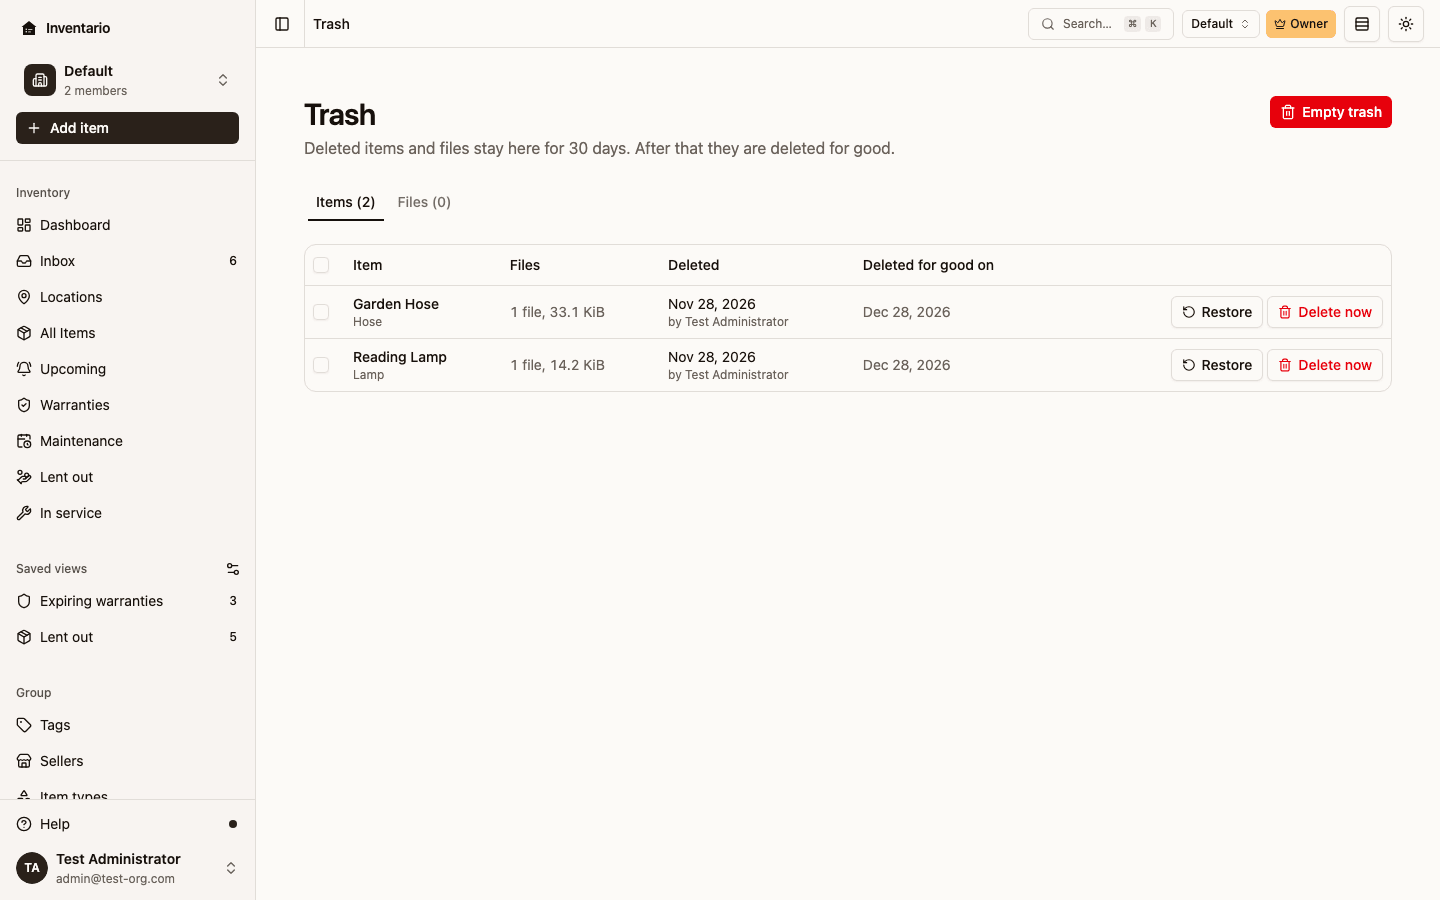 Inventario
Default
2 members
Add item
Inventory
Dashboard
Inbox 6
Locations
All Items
Upcoming
Warranties
Maintenance
Lent out
In service
Saved views
Expiring warranties 3
Lent out 5
Group
Tags
Sellers
Item types
Help
TA
Test Administrator
admin@test-org.com
Trash
Search... ⌘ K
Default
Owner
Trash
Empty trash
Deleted items and files stay here for 30 days. After that they are deleted for good.
Items (2) Files (0)
Item Files Deleted Deleted for good on
Garden Hose
Hose
1 file, 33.1 KiB
Nov 28, 2026
by Test Administrator
Dec 28, 2026
Restore Delete now
Reading Lamp
Lamp
1 file, 14.2 KiB
Nov 28, 2026
by Test Administrator
Dec 28, 2026
Restore Delete now